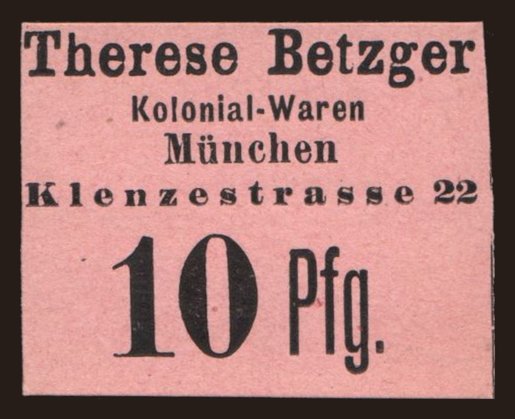 Therese Betzger
Kolonial-Waren
München
Klenzestrasse 22
10 Pfg.